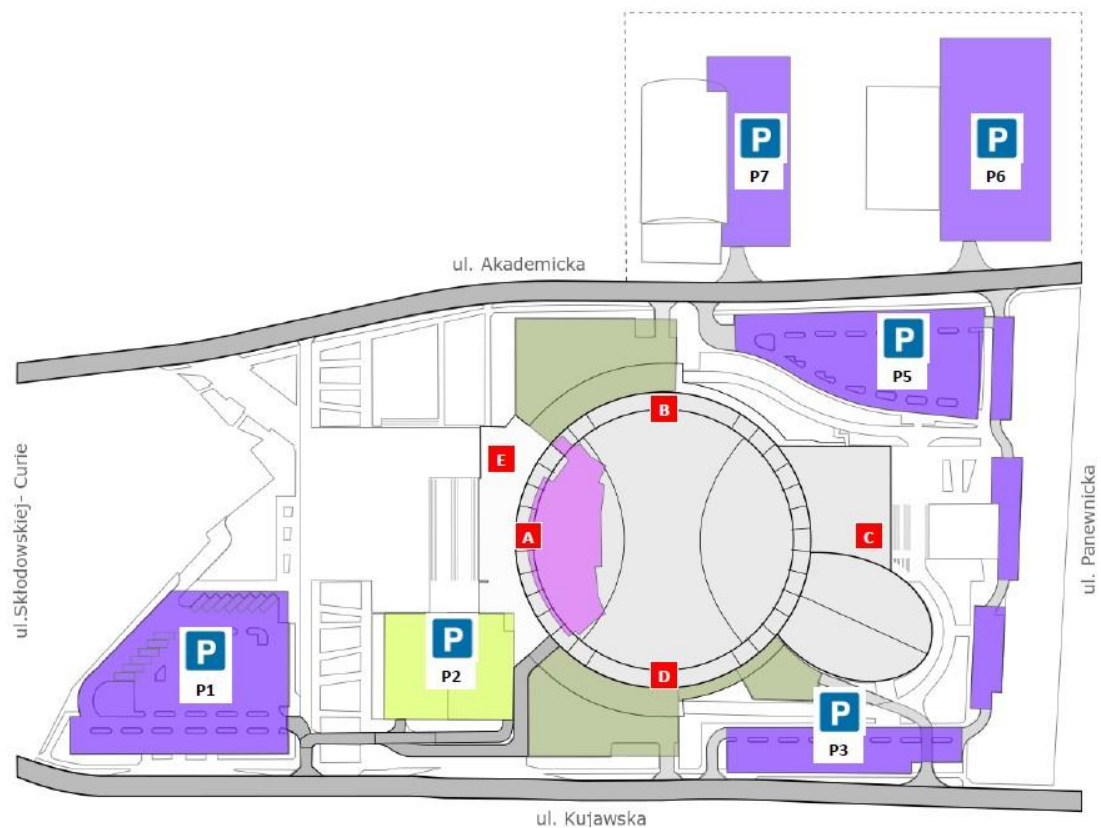 P
P7
P
P6
ul. Akademicka
P
P5
B
E
A
C
ul.Skłodowskiej- Curie
ul. Panewnicka
P
P1
P
P2
D
P
P3
ul. Kujawska